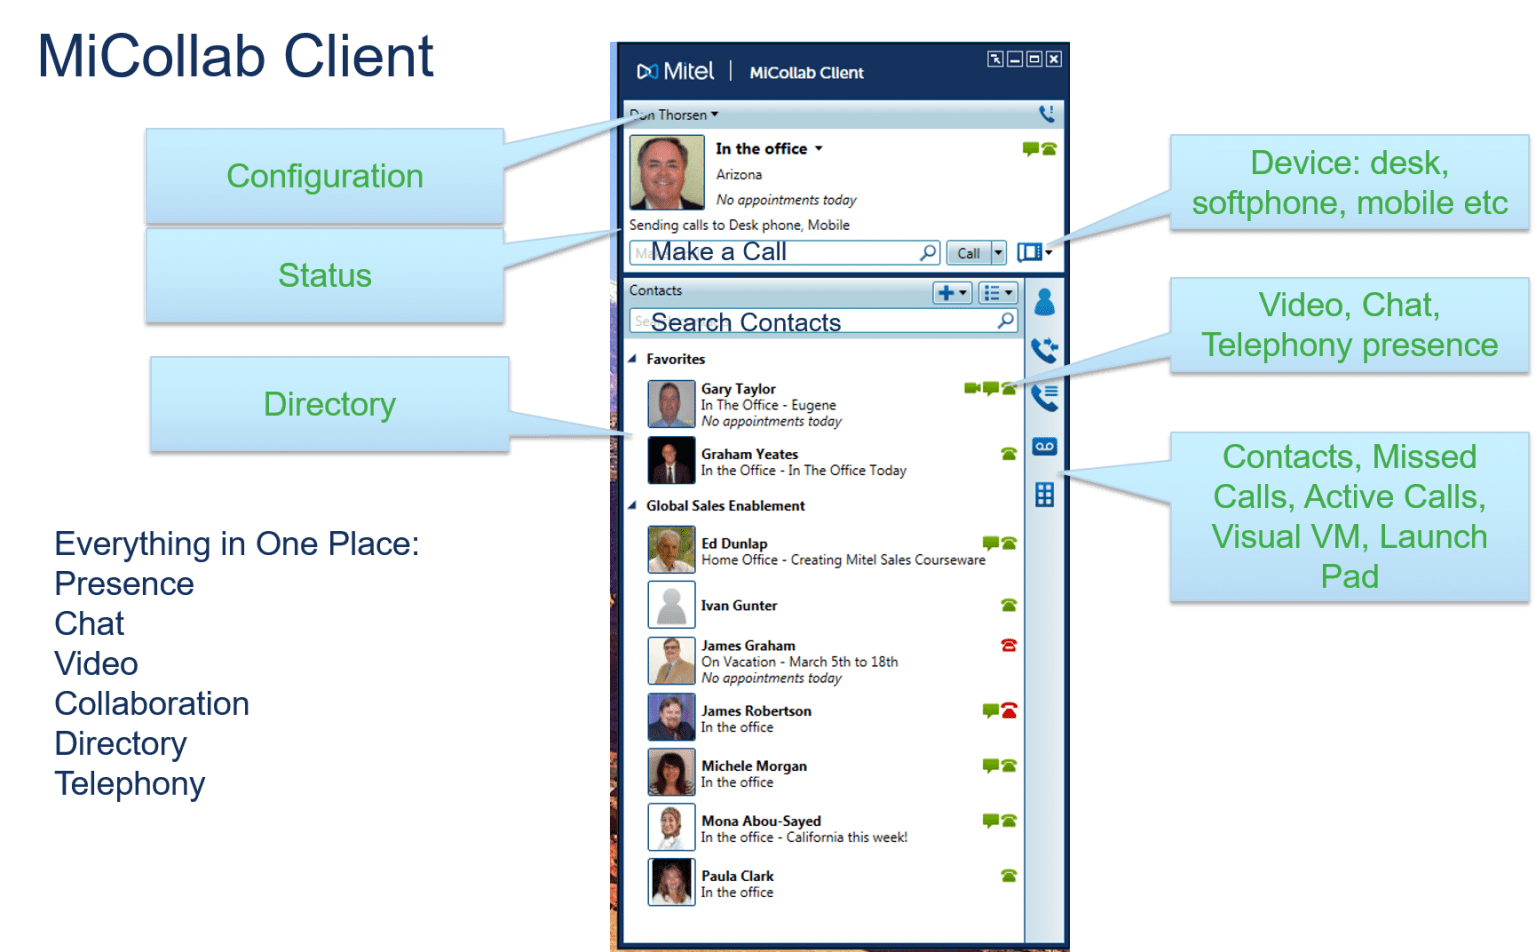 MiCollab Client
Mitel | MiCollab Client
Don Thorsen
Configuration
In the office
Arizona
No appointments today
Device: desk,
softphone, mobile etc
Status
Sending calls to Desk phone, Mobile
Make a Call
Call
Contacts
Search Contacts
Video, Chat,
Telephony presence
Directory
Favorites
Gary Taylor
In The Office - Eugene
No appointments today
Graham Yeates
In the Office - In The Office Today
Contacts, Missed
Calls, Active Calls,
Visual VM, Launch
Pad
Global Sales Enablement
Ed Dunlap
Home Office - Creating Mitel Sales Courseware
Ivan Gunter
James Graham
On Vacation - March 5th to 18th
No appointments today
James Robertson
In the office
Michele Morgan
In the office
Mona Abou-Sayed
In the office - California this week!
Paula Clark
In the office
Everything in One Place:
Presence
Chat
Video
Collaboration
Directory
Telephony